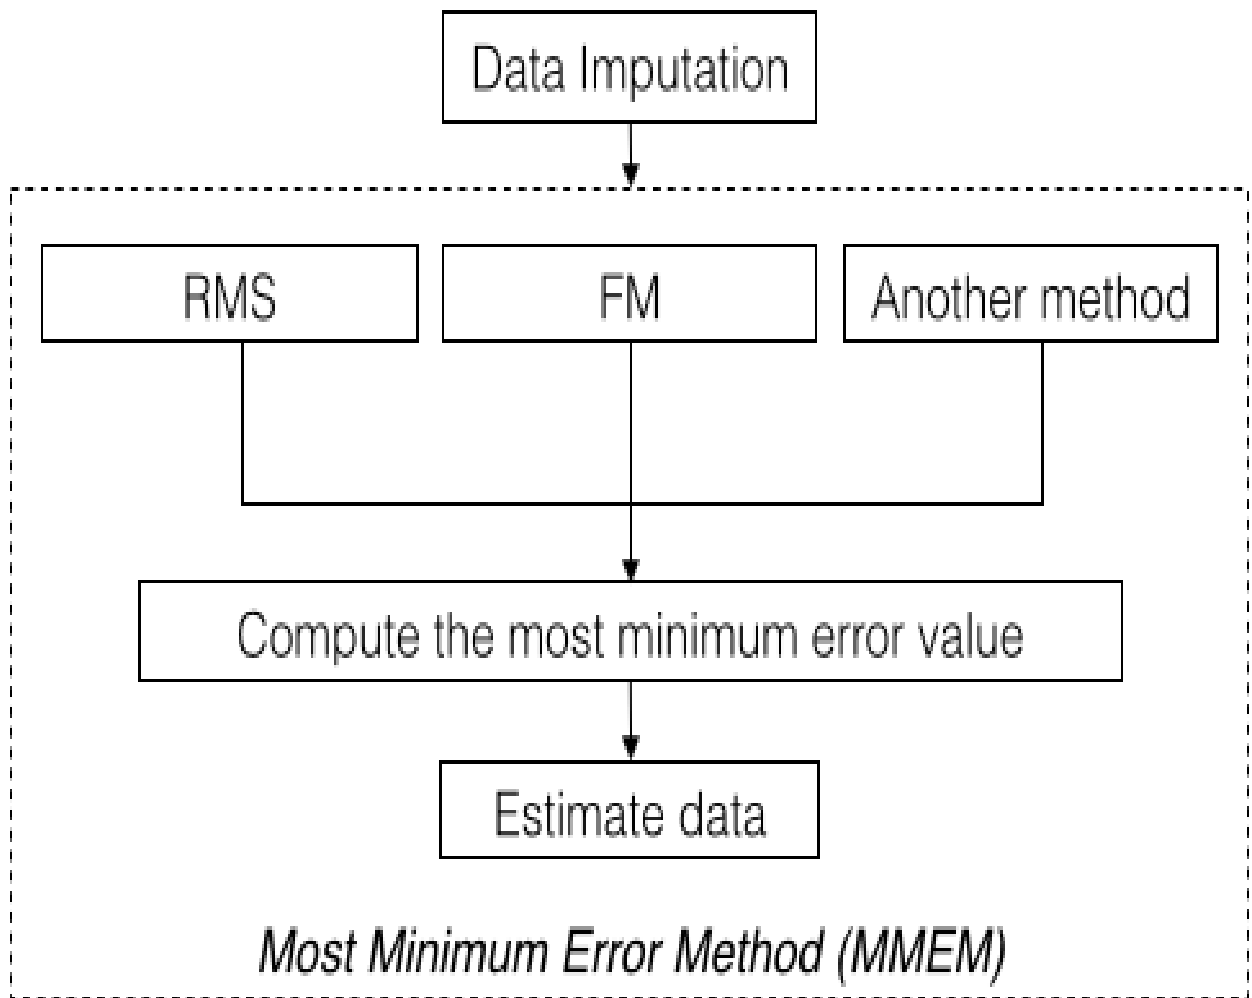 Data Imputation
RMS
FM
Another method
Compute the most minimum error value
Estimate data
Most Minimum Error Method (MMEM)